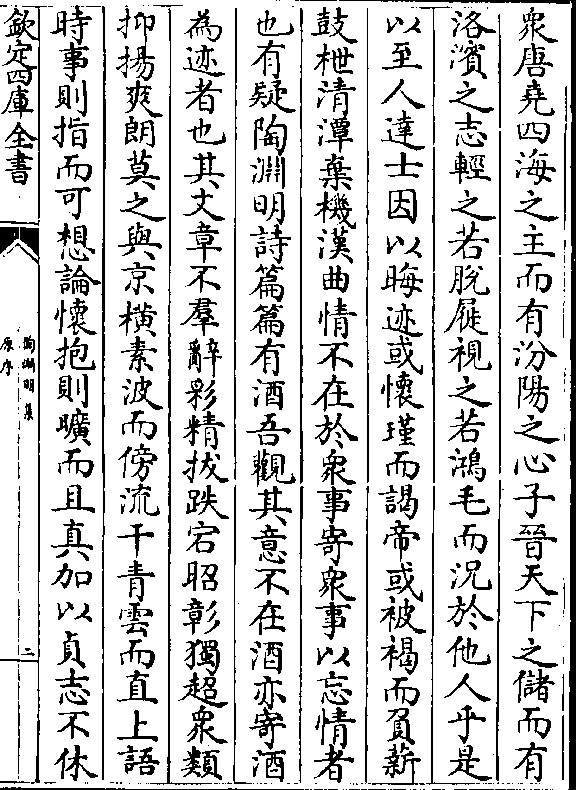 衆唐堯四海之主而有汾陽之心子晉天下之儲而有
洛濱之志輕之若脫屣視之若鴻毛而況於他人乎是
以至人達士因以晦迹或懷瑾而謁帝或被褐而負薪
鼓枻清潭棄機漢曲情不在於衆事寄衆事以忘情者
也有疑陶淵明詩篇篇有酒吾觀其意不在酒亦寄酒
為迹者也其文章不羣辭彩精拔跌宕昭彰獨超衆類
抑揚爽朗莫之與京橫素波而傍流干青雲而直上語
時事則指而可想論懷抱則曠而且真加以貞志不休
欽定四庫全書
陶淵明集
原序
二